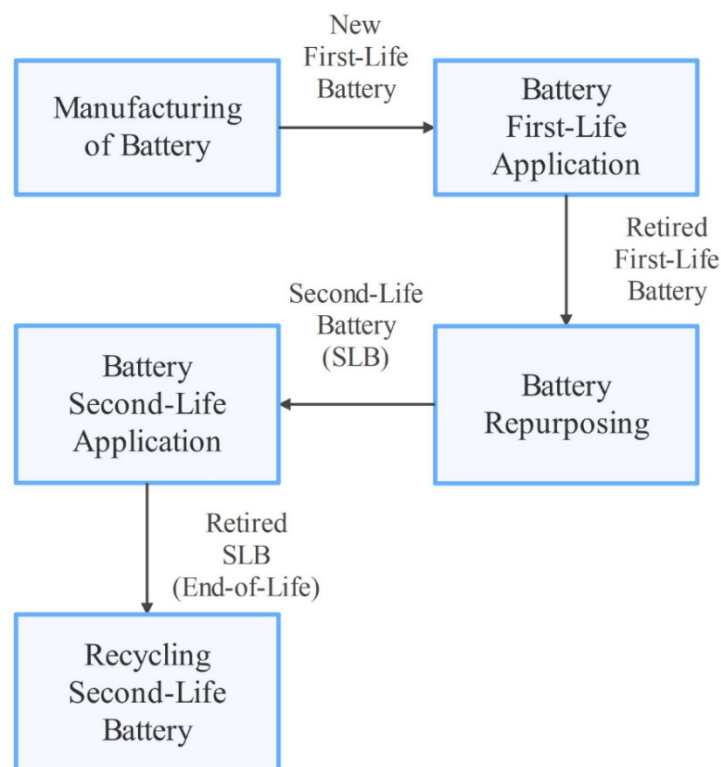 New
First-Life
Battery
Manufacturing
of Battery
Battery
First-Life
Application
Retired
First-Life
Battery
Second-Life
Battery
(SLB)
Battery
Repurposing
Battery
Second-Life
Application
Retired
SLB
(End-of-Life)
Recycling
Second-Life
Battery